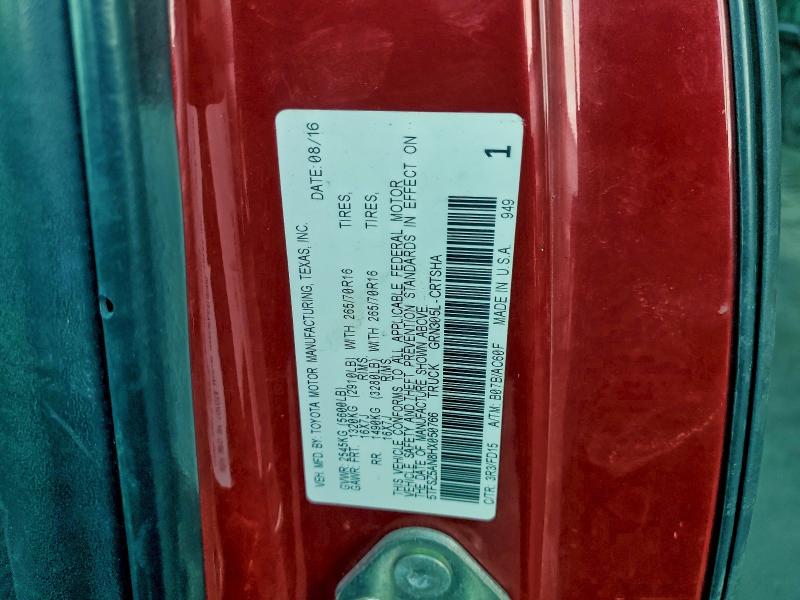 VEH. MFD. BY: TOYOTA MOTOR MANUFACTURING, TEXAS, INC. DATE: 08/16
GVWR: 2545KG (5600LB)
GAWR: FRT. 1320KG (2910LB) WITH 265/70R16 TIRES,
16X7J RIMS.
RR. 1490KG (3280LB) WITH 265/70R16 TIRES,
16X7J RIMS.
THIS VEHICLE CONFORMS TO ALL APPLICABLE FEDERAL MOTOR
VEHICLE SAFETY AND THEFT PREVENTION STANDARDS IN EFFECT ON
THE DATE OF MANUFACTURE SHOWN ABOVE.
5TFSZ5AN8HX050766 TRUCK GRN305L-CRTSHA
1
C/TR: 3R3/FD15 A/TM: B07B/AC60F MADE IN U.S.A. 949